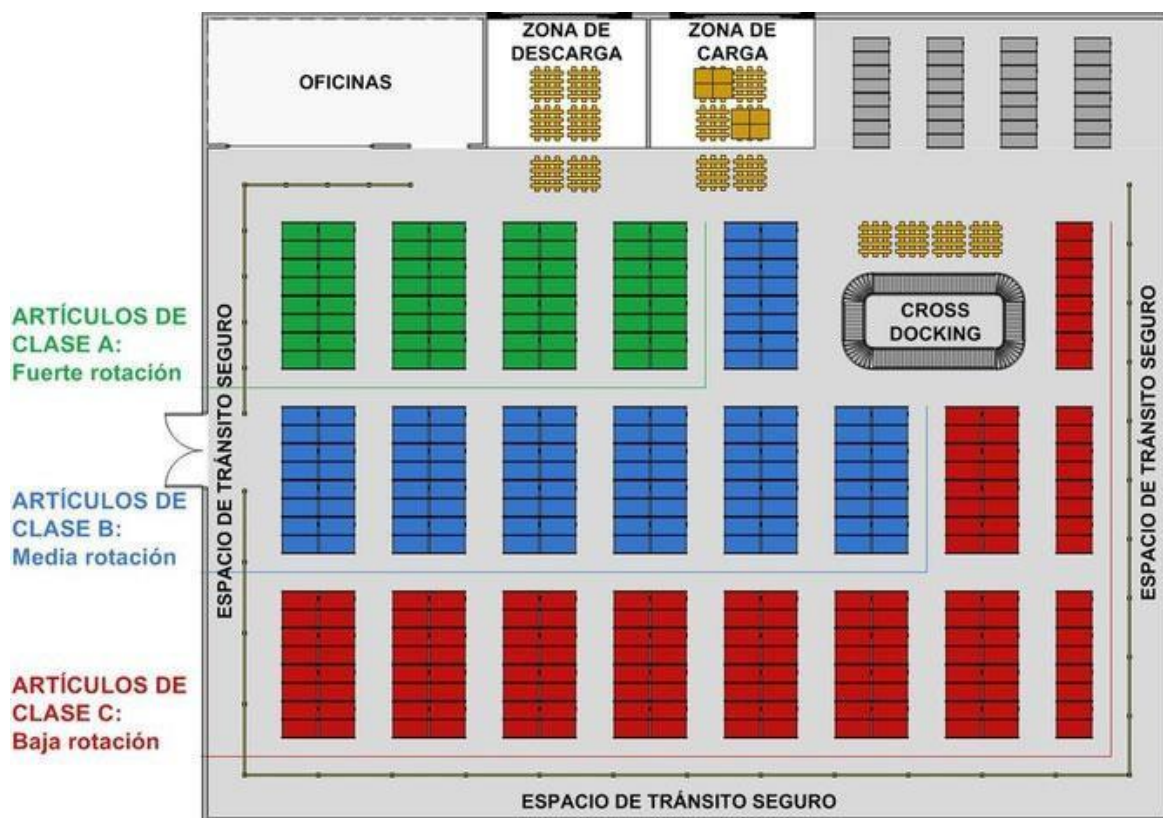 ZONA DE
DESCARGA
ZONA DE
CARGA
OFICINAS
ARTÍCULOS DE
CLASE A:
Fuerte rotación
ESPACIO DE TRÁNSITO SEGURO
CROSS
DOCKING
ESPACIO DE TRÁNSITO SEGURO
ARTÍCULOS DE
CLASE B:
Media rotación
ARTÍCULOS DE
CLASE C:
Baja rotación
ESPACIO DE TRÁNSITO SEGURO